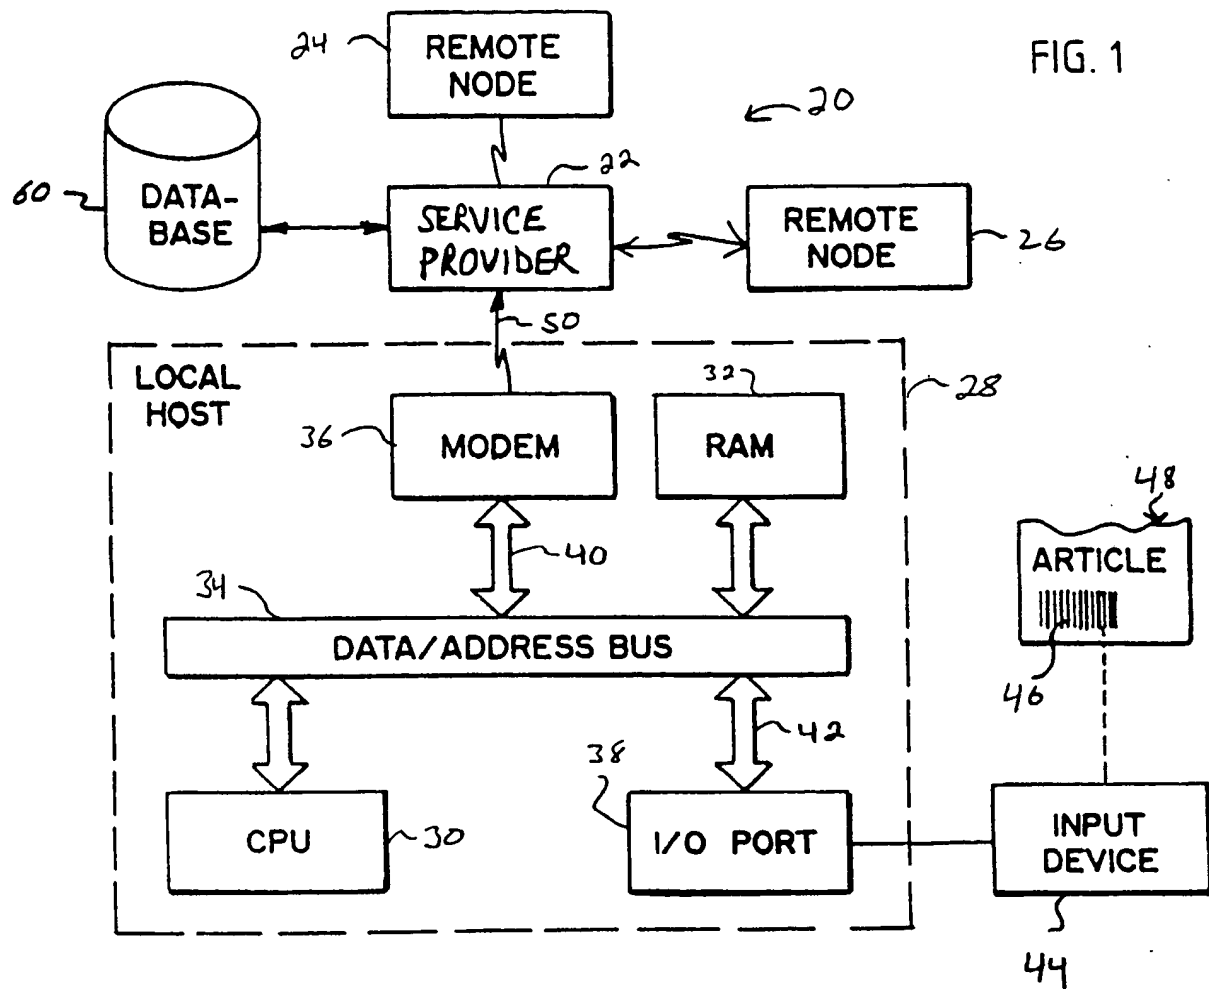 24
REMOTE
NODE
FIG. 1
20
60
DATA-
BASE
22
SERVICE
PROVIDER
REMOTE
NODE
26
50
LOCAL
HOST
28
36
MODEM
32
RAM
40
48
ARTICLE
46
34
DATA/ADDRESS BUS
42
38
CPU
30
I/O PORT
INPUT
DEVICE
44